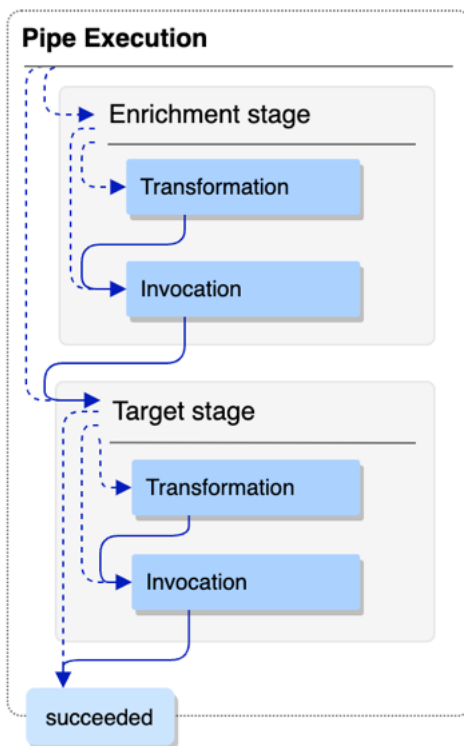 Pipe Execution
Enrichment stage
Transformation
Invocation
Target stage
Transformation
Invocation
succeeded